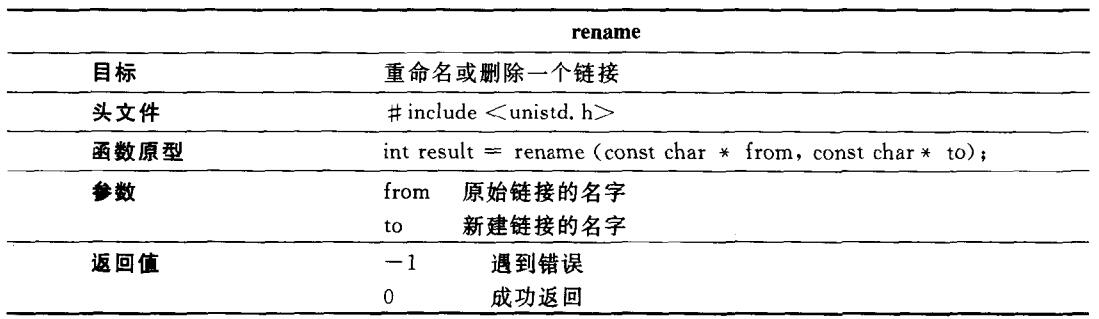 rename
目标 重命名或删除一个链接
头文件 #include <unistd.h>
函数原型 int result = rename (const char * from, const char * to);
参数 from 原始链接的名字
to 新建链接的名字
返回值 -1 遇到错误
0 成功返回